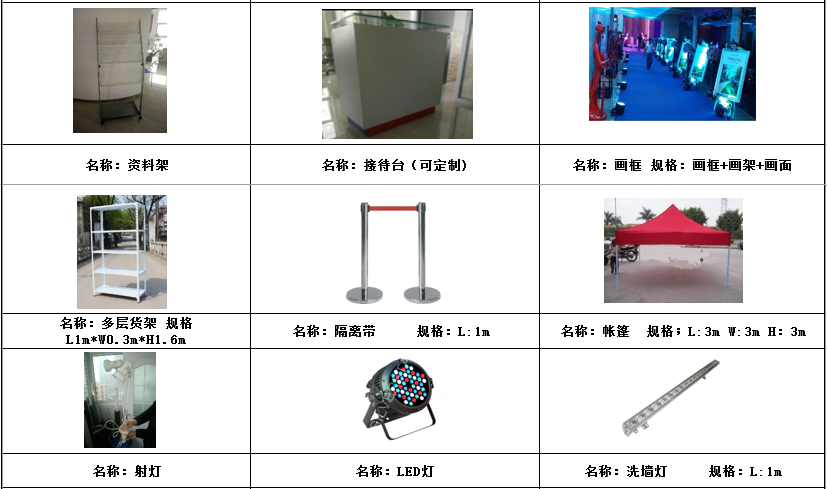 名称：资料架
名称：接待台（可定制）
名称：画框 规格：画框+画架+画面
名称：多层货架 规格
L1m*W0.3m*H1.6m
名称：隔离带 规格：L:1m
名称：帐篷 规格；L:3m W:3m H：3m
名称：射灯
名称：LED灯
名称：洗墙灯 规格：L:1m